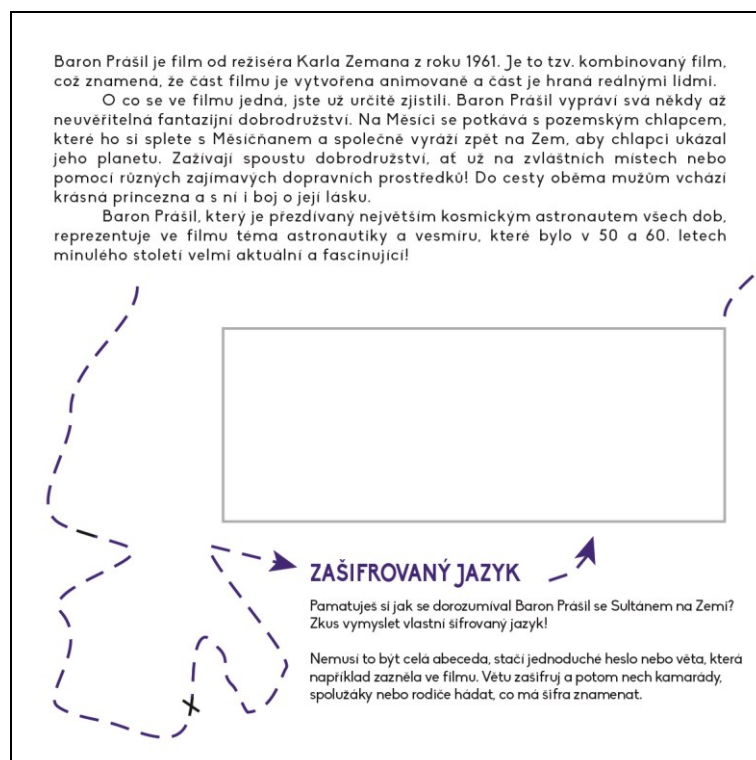 Baron Prášil je film od režiséra Karla Zemana z roku 1961. Je to tzv. kombinovaný film,
což znamená, že část filmu je vytvořena animovaně a část je hraná reálnými lidmi.
O co se ve filmu jedná, jste už určitě zjistili. Baron Prášil vypráví svá někdy až
neuvěřitelná fantazijní dobrodružství. Na Měsíci se potkává s pozemským chlapcem,
které ho si splete s Měsíčňanem a společně vyráží zpět na Zem, aby chlapci ukázal
jeho planetu. Zažívají spoustu dobrodružství, ať už na zvláštních místech nebo
pomocí různých zajímavých dopravních prostředků! Do cesty oběma mužům vchází
krásná princezna a s ní i boj o její lásku.
Baron Prášil, který je přezdívaný největším kosmickým astronautem všech dob,
reprezentuje ve filmu téma astronautiky a vesmíru, které bylo v 50 a 60. letech
minulého století velmi aktuální a fascinující!
ZAŠIFROVANÝ JAZYK
Pamatuješ si jak se dorozumíval Baron Prášil se Sultánem na Zemi?
Zkus vymyslet vlastní šifrovaný jazyk!
Nemusí to být celá abeceda, stačí jednoduché heslo nebo věta, která
například zazněla ve filmu. Větu zašifruj a potom nech kamarády,
spolužáky nebo rodiče hádat, co má šifra znamenat.